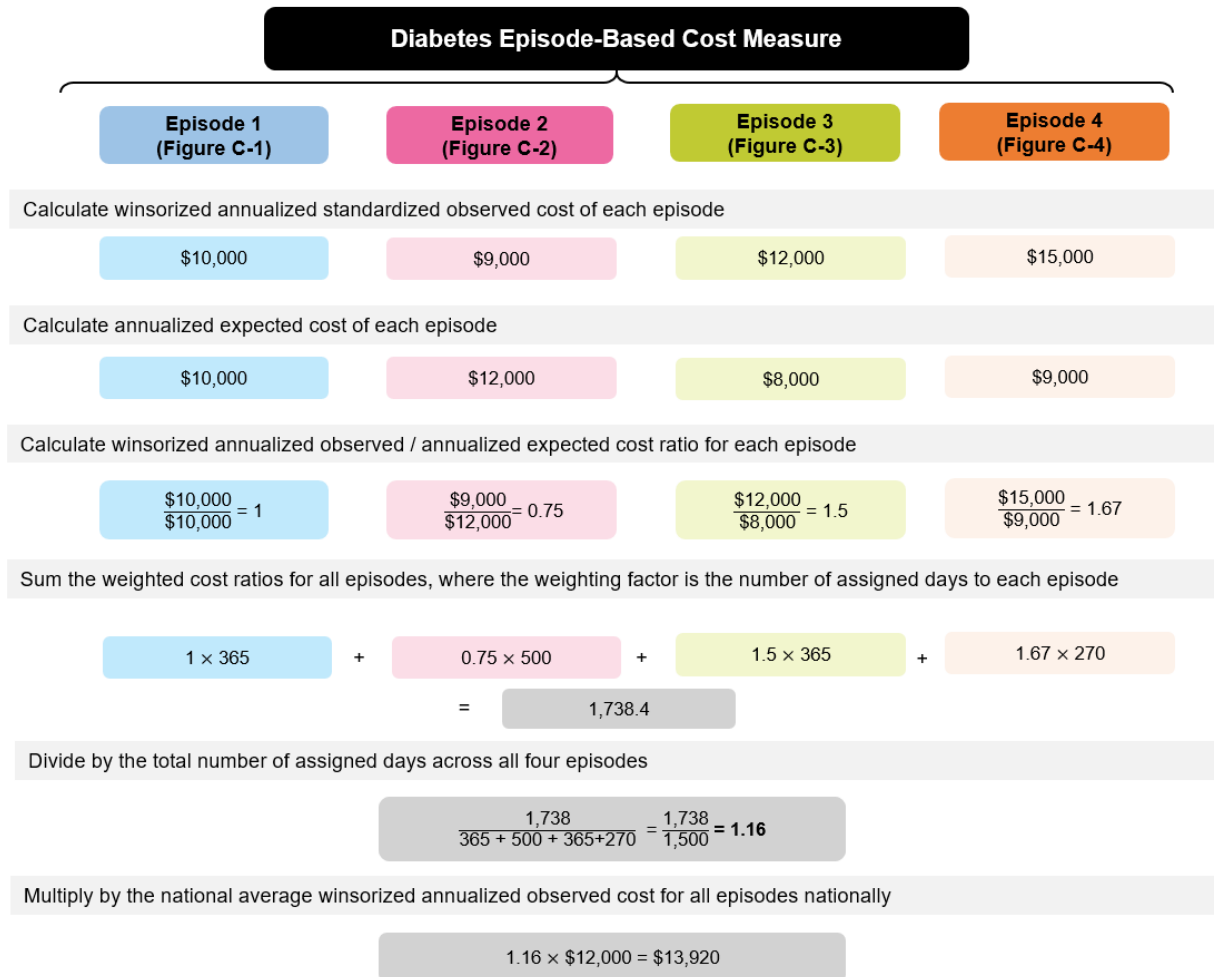 Diabetes Episode-Based Cost Measure
Episode 1
(Figure C-1)
Episode 2
(Figure C-2)
Episode 3
(Figure C-3)
Episode 4
(Figure C-4)
Calculate winsorized annualized standardized observed cost of each episode
$10,000
$9,000
$12,000
$15,000
Calculate annualized expected cost of each episode
$10,000
$12,000
$8,000
$9,000
Calculate winsorized annualized observed / annualized expected cost ratio for each episode
$10,000
$10,000 = 1
$9,000
$12,000 = 0.75
$12,000
$8,000 = 1.5
$15,000
$9,000 = 1.67
Sum the weighted cost ratios for all episodes, where the weighting factor is the number of assigned days to each episode
1 × 365 + 0.75 × 500 + 1.5 × 365 + 1.67 × 270
= 1,738.4
Divide by the total number of assigned days across all four episodes
1,738
365 + 500 + 365+270 = 1,738
1,500 = 1.16
Multiply by the national average winsorized annualized observed cost for all episodes nationally
1.16 × $12,000 = $13,920